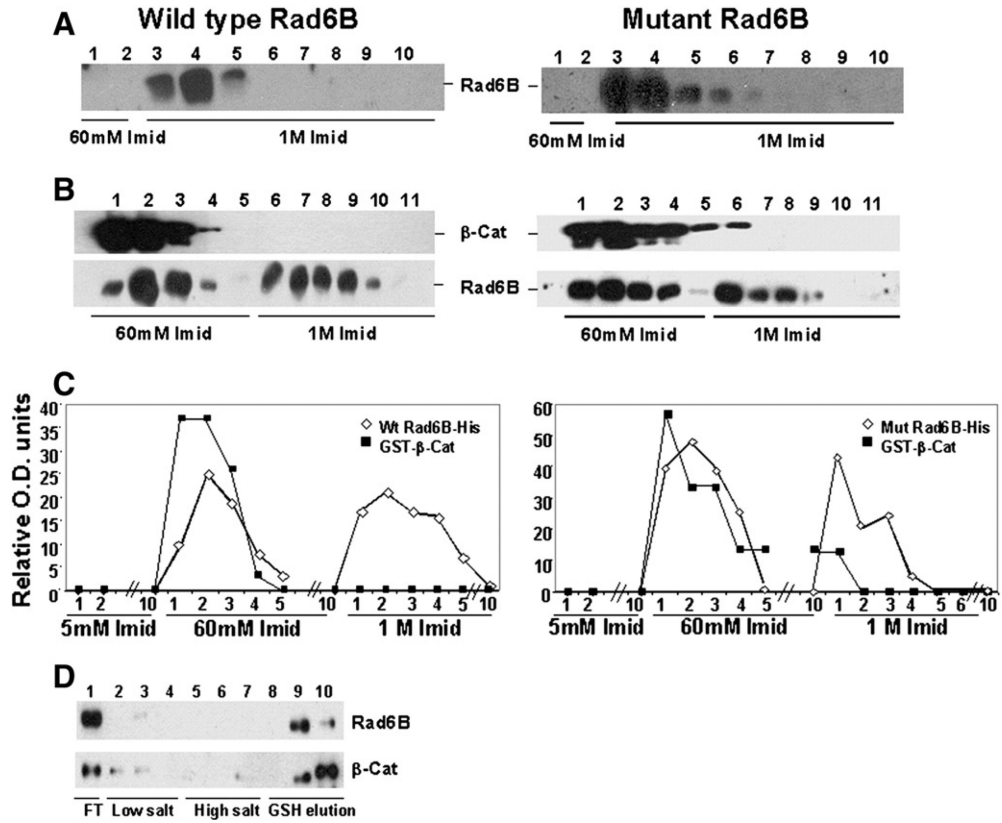 A Wild type Rad6B Mutant Rad6B
1 2 3 4 5 6 7 8 9 10 1 2 3 4 5 6 7 8 9 10
Rad6B
60mM Imid 1M Imid 60mM Imid 1M Imid
B
1 2 3 4 5 6 7 8 9 10 11 1 2 3 4 5 6 7 8 9 10 11
β-Cat
Rad6B
60mM Imid 1M Imid 60mM Imid 1M Imid
C
Relative O.D. units
40
35
30
25
20
15
10
5
0
Wt Rad6B-His
GST-β-Cat
1 2 10 1 2 3 4 5 10 1 2 3 4 5 10
5mM Imid 60mM Imid 1 M Imid
60
50
40
30
20
10
0
Mut Rad6B-His
GST-β-Cat
1 2 10 1 2 3 4 5 10 1 2 3 4 5 6 10
5mM Imid 60mM Imid 1 M Imid
D
1 2 3 4 5 6 7 8 9 10
Rad6B
β-Cat
FT Low salt High salt GSH elution